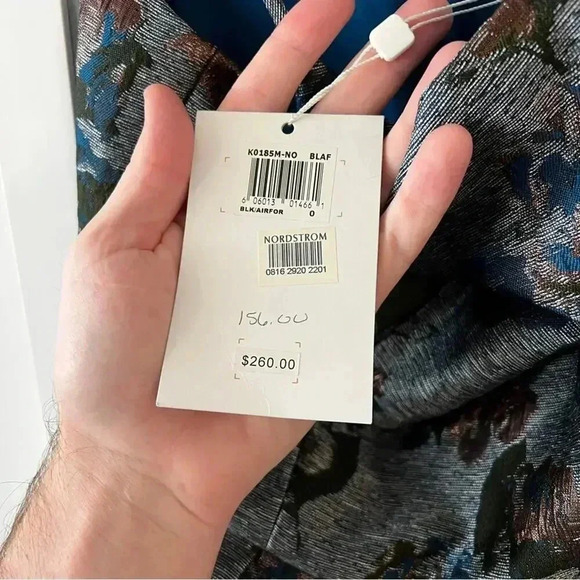 K0185M-NO BLAF
6 06013 01466 1
BLK/AIRFOR 0
NORDSTROM
0816 2920 2201
156.00
$260.00